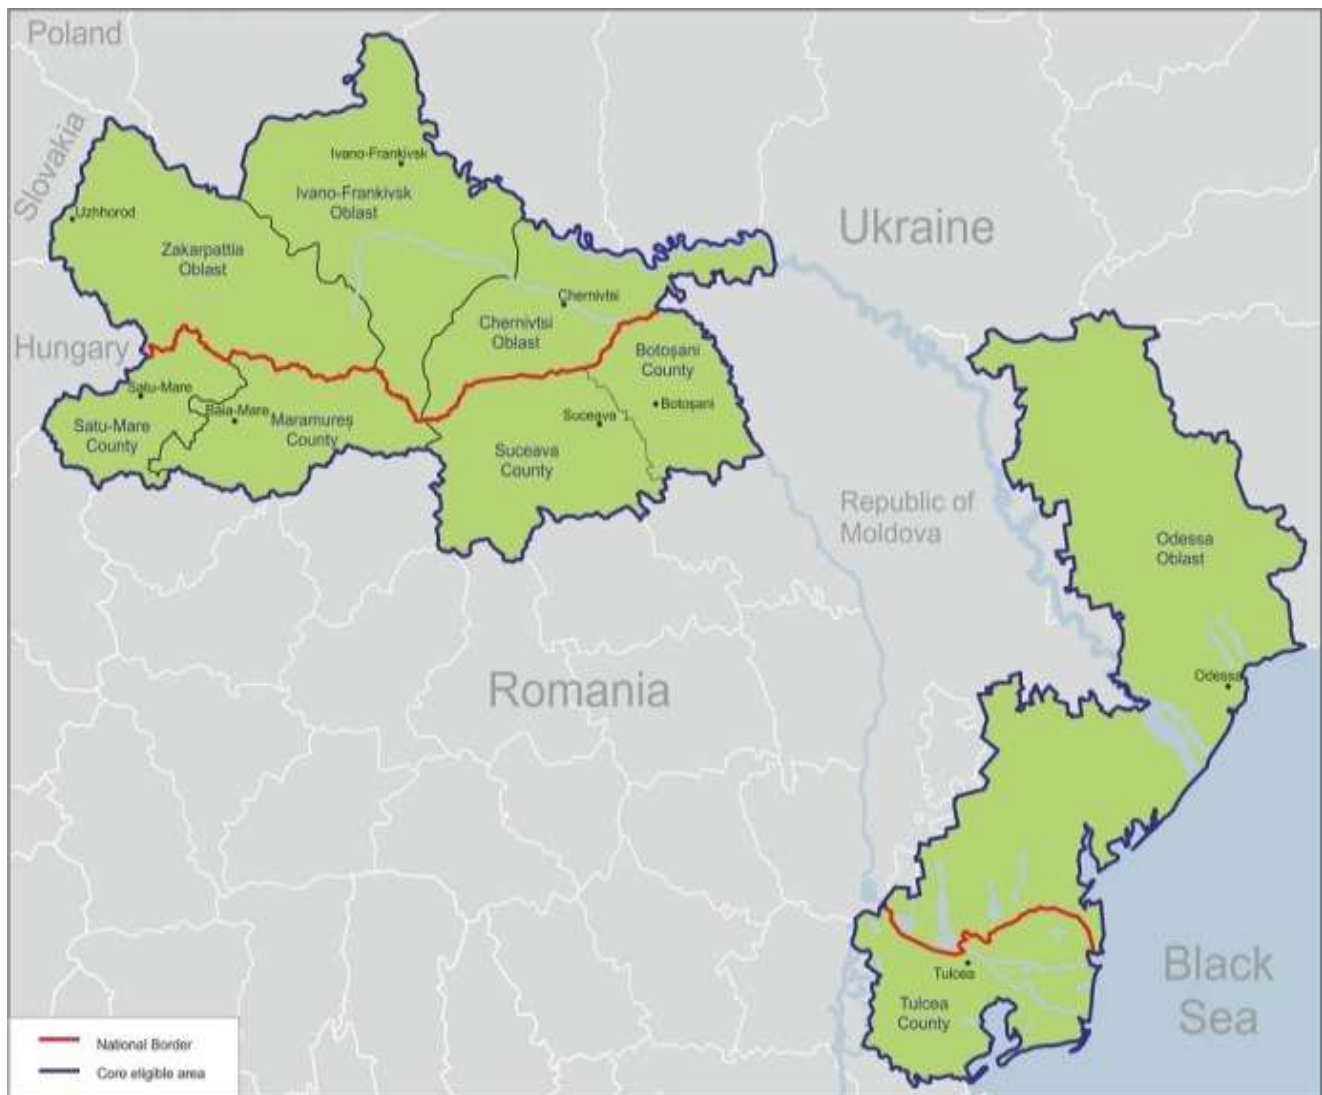 Poland
Slovakia
Ivano-Frankivsk
Ivano-Frankivsk
Oblast
Uzhhorod
Ukraine
Zakarpattia
Oblast
Chernivtsi
Chernivtsi
Oblast
Hungary
Botoșani
County
Satu-Mare
Baia-Mare
Botoșani
Satu-Mare
County
Maramureș
County
Suceava
Suceava
County
Republic of
Moldova
Odessa
Oblast
Romania
Odessa
Tulcea
Tulcea
County
Black
Sea
National Border
Core eligible area